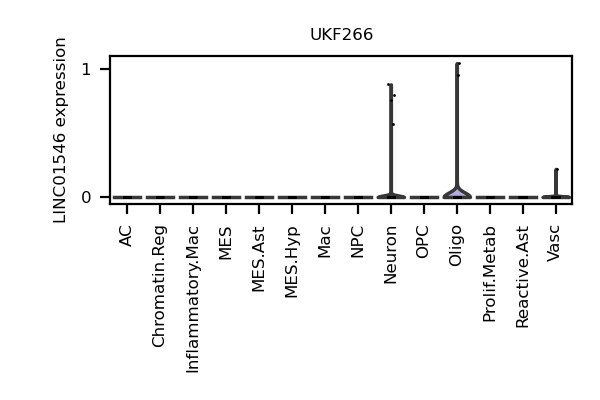 UKF266
LINC01546 expression
1
0
AC
Chromatin.Reg
Inflammatory.Mac
MES
MES.Ast
MES.Hyp
Mac
NPC
Neuron
OPC
Oligo
Prolif.Metab
Reactive.Ast
Vasc